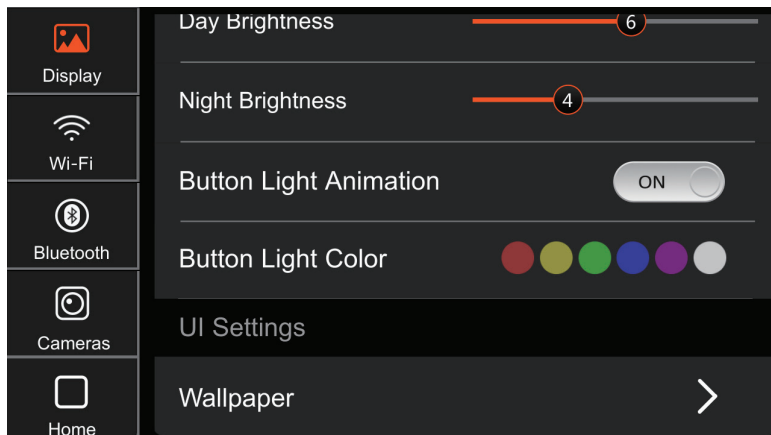 Display
Wi-Fi
Bluetooth
Cameras
Home
Day Brightness 6
Night Brightness 4
Button Light Animation ON
Button Light Color
UI Settings
Wallpaper